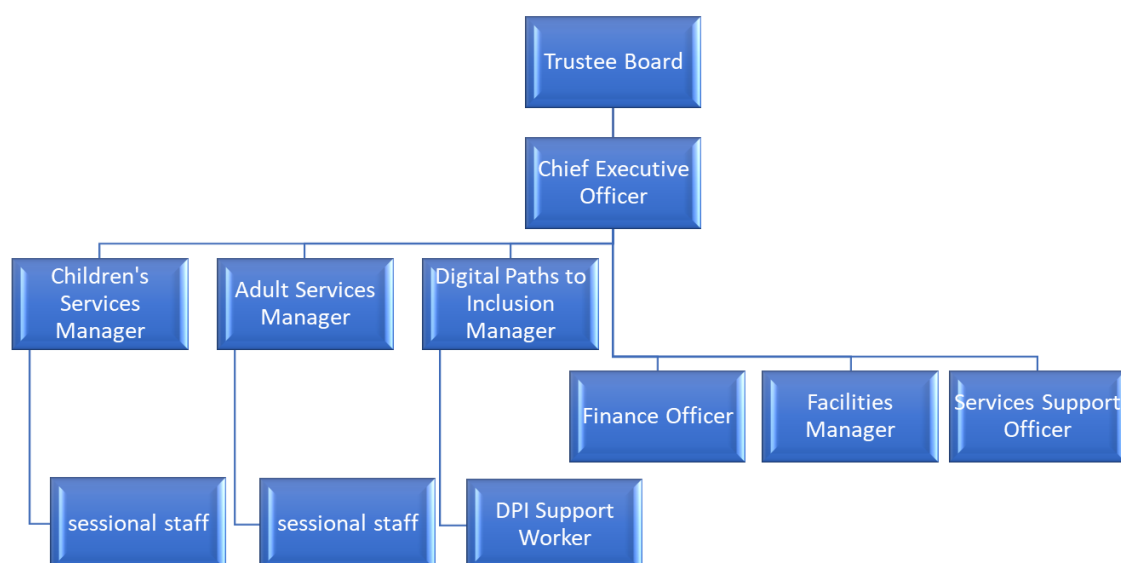 Trustee Board
Chief Executive
Officer
Children's
Services
Manager
Adult Services
Manager
Digital Paths to
Inclusion
Manager
Finance Officer
Facilities
Manager
Services Support
Officer
sessional staff
sessional staff
DPI Support
Worker